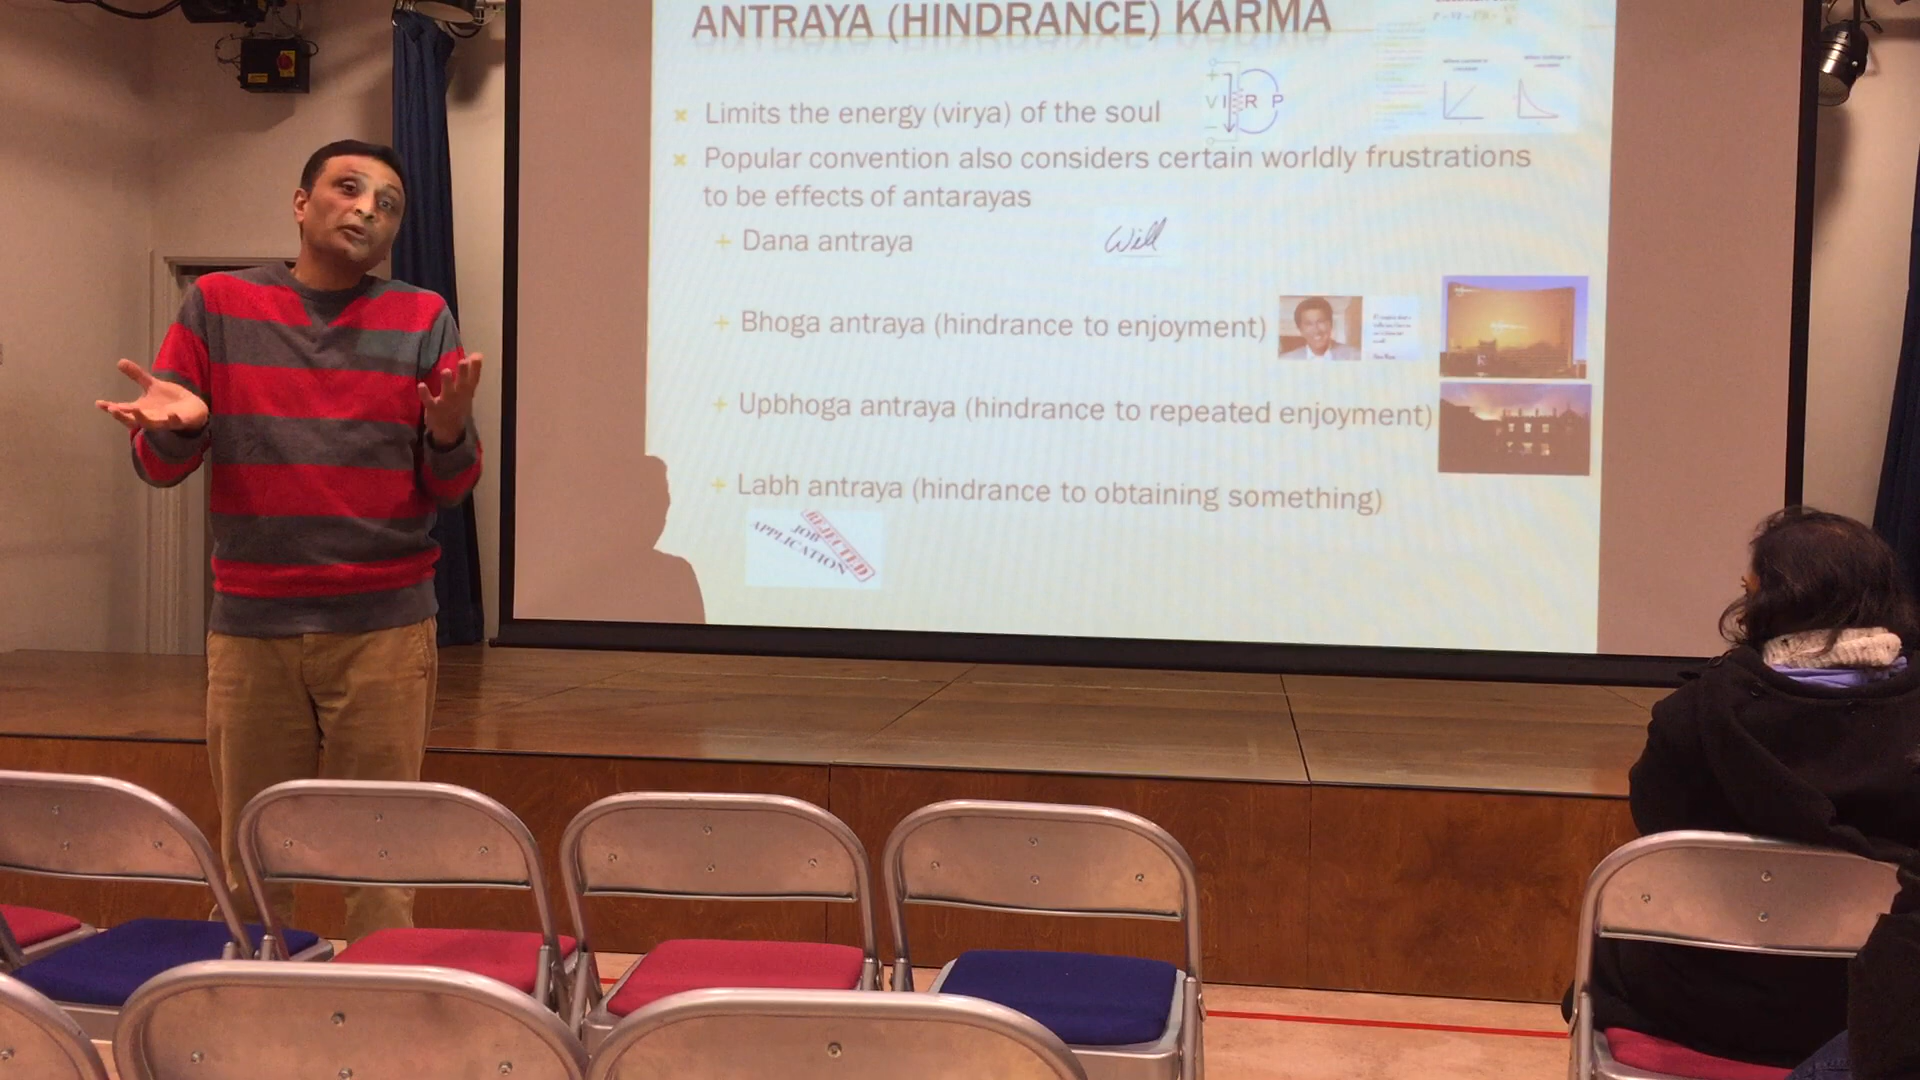 ANTRAYA (HINDRANCE) KARMA
Limits the energy (virya) of the soul
+
V I R P
−
Popular convention also considers certain worldly frustrations
to be effects of antarayas
+ Dana antraya
Will
+ Bhoga antraya (hindrance to enjoyment)
+ Upbhoga antraya (hindrance to repeated enjoyment)
+ Labh antraya (hindrance to obtaining something)
JOB
APPLICATION
REJECTED